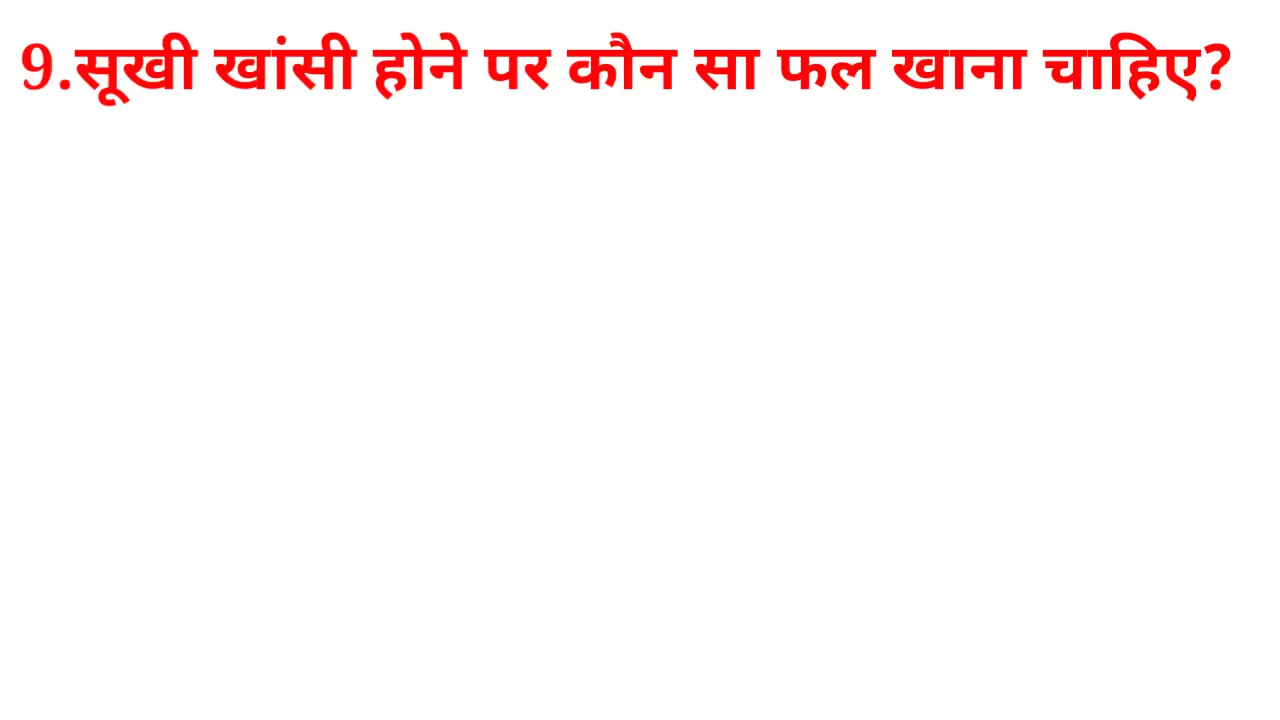 9.सूखी खांसी होने पर कौन सा फल खाना चाहिए?